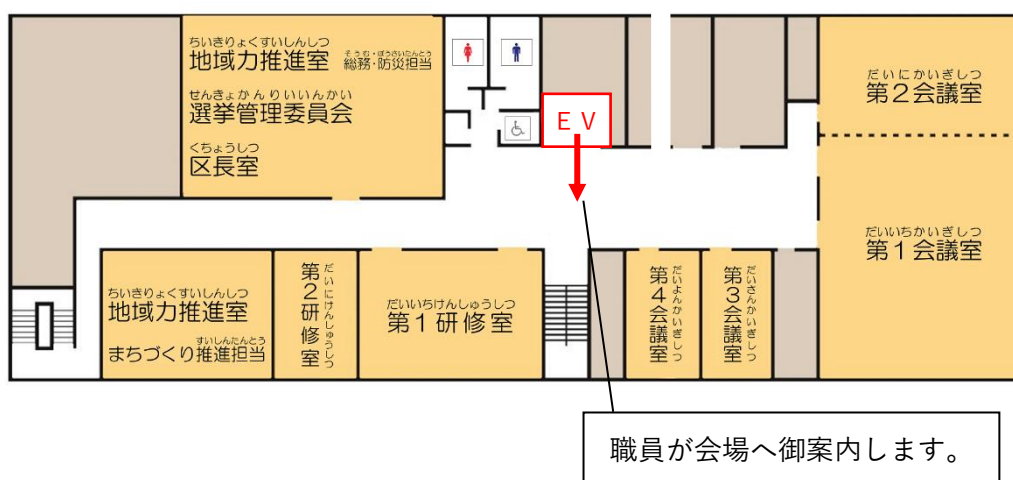 ちいきりょくすいしんしつ
地域力推進室
そうむ・ぼうさいたんとう
総務・防災担当
せんきょかんりいいんかい
選挙管理委員会
くちょうしつ
区長室
ＥＶ
だいにかいぎしつ
第２会議室
だいいちかいぎしつ
第１会議室
ちいきりょくすいしんしつ
地域力推進室
すいしんたんとう
まちづくり推進担当
だいにけんしゅうしつ
第２研修室
だいいちけんしゅうしつ
第１研修室
だいよんかいぎしつ
第４会議室
だいさんかいぎしつ
第３会議室
職員が会場へ御案内します。